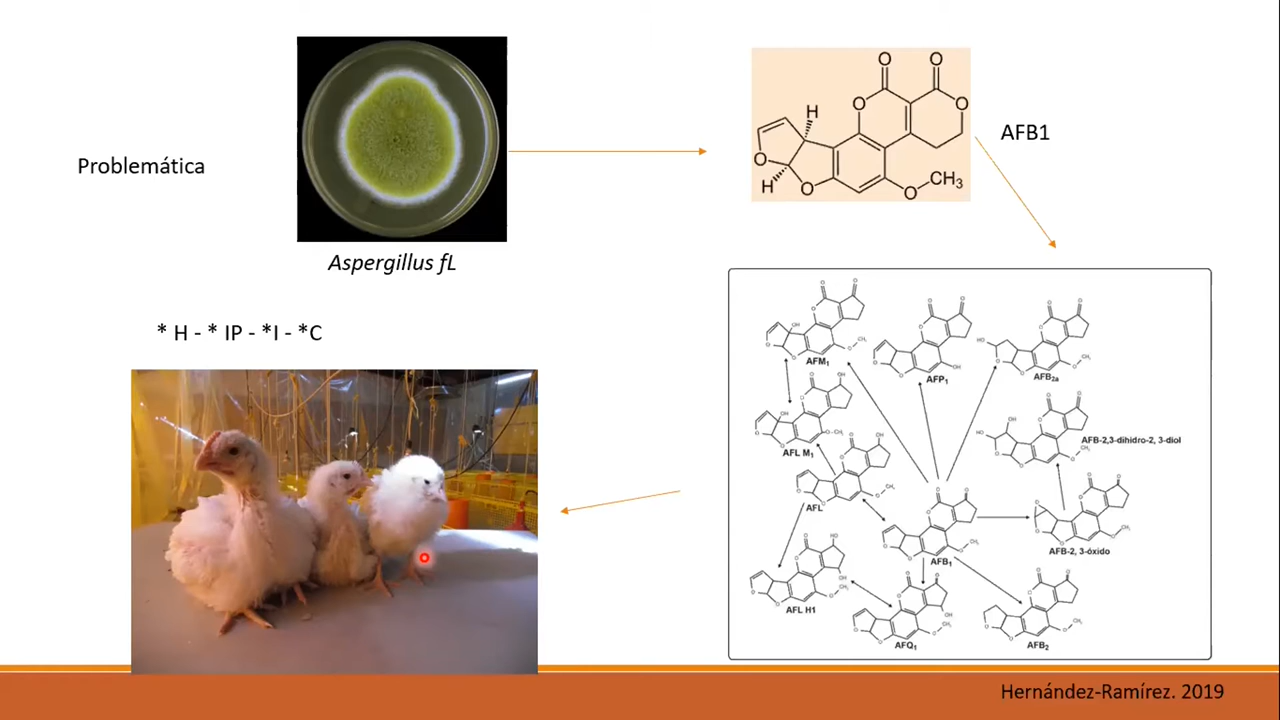 Problemática
Aspergillus fL
AFB1
O
O
O
O
H
O
H
O
O
CH3
* H - * IP - *I - *C
AFM1
AFP1
AFB2a
AFL M1
AFB-2,3-dihidro-2, 3-diol
AFL
AFB1
AFB-2, 3-óxido
AFL H1
AFQ1
AFB2
Hernández-Ramírez. 2019